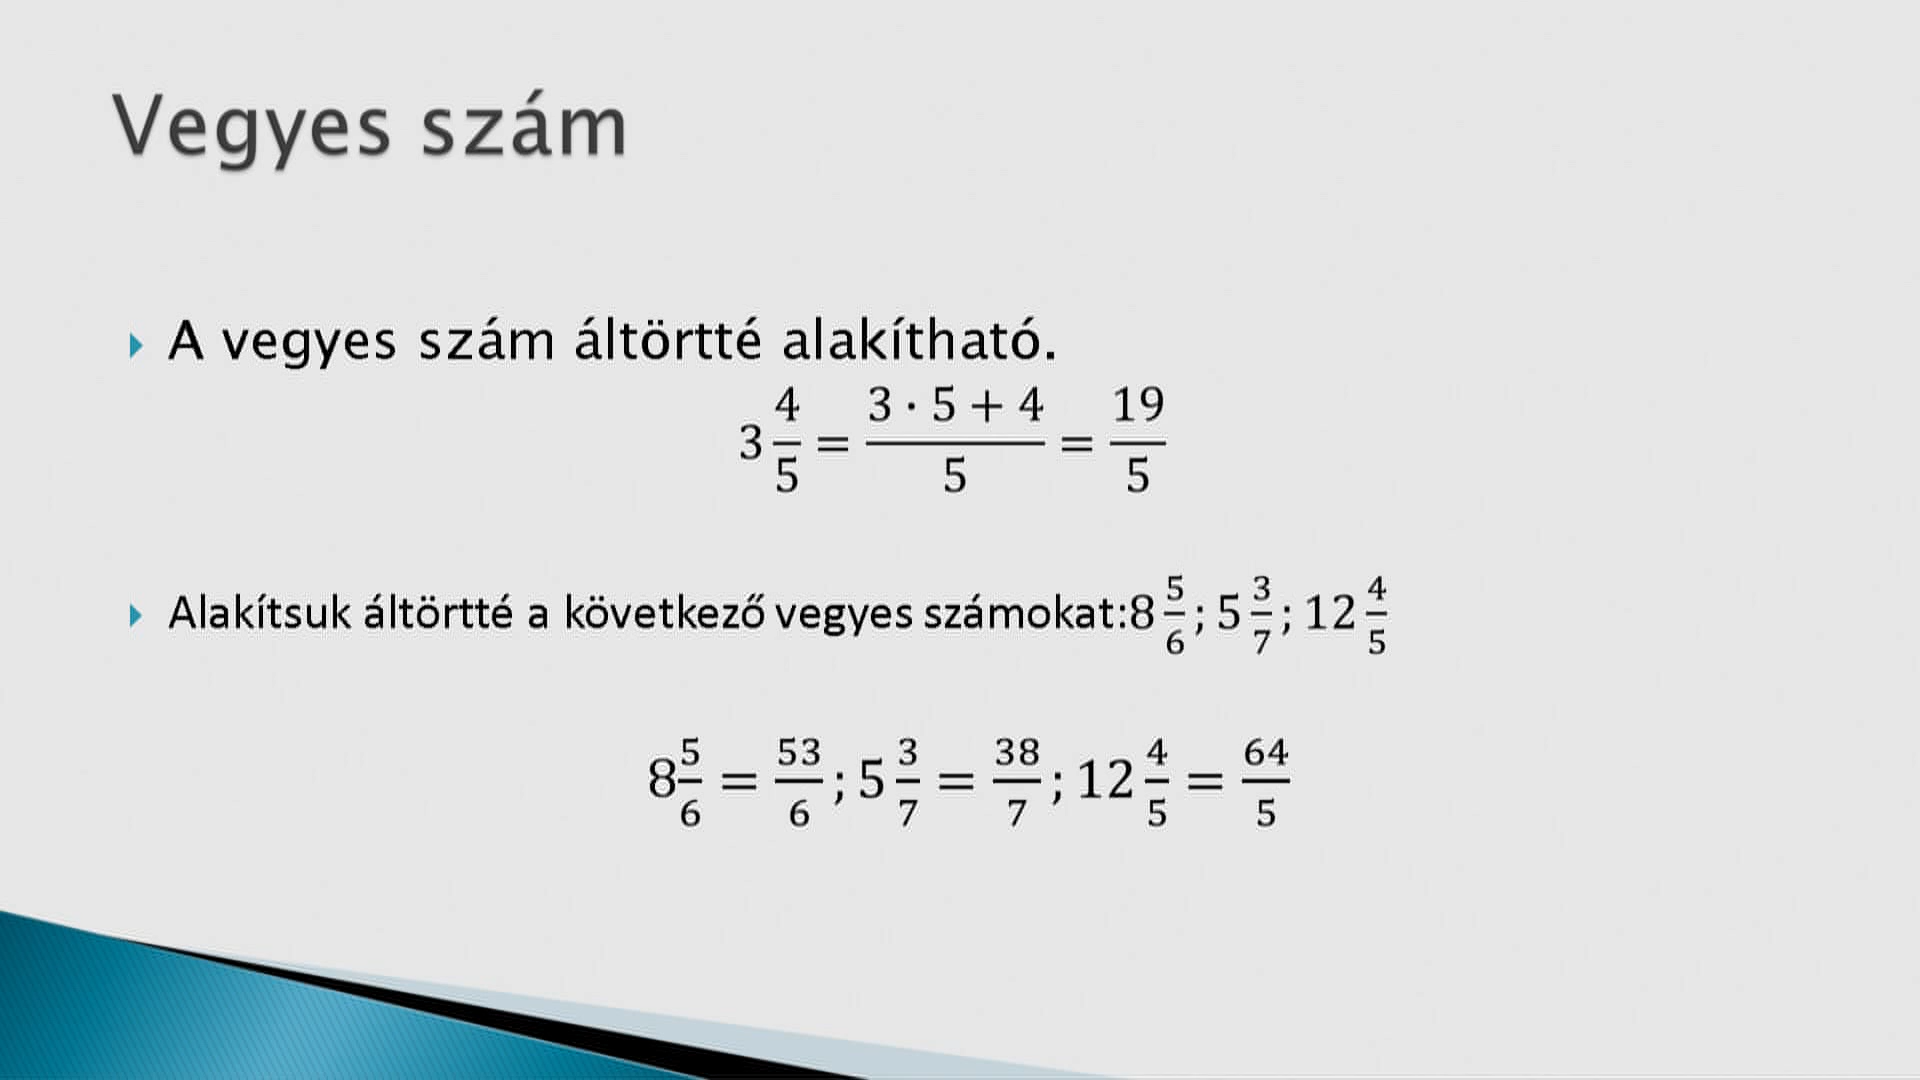 Vegyes szám
A vegyes szám áltörtté alakítható.
3 4/5 = (3 · 5 + 4)/5 = 19/5
Alakítsuk áltörtté a következő vegyes számokat:8 5/6; 5 3/7; 12 4/5
8 5/6 = 53/6; 5 3/7 = 38/7; 12 4/5 = 64/5